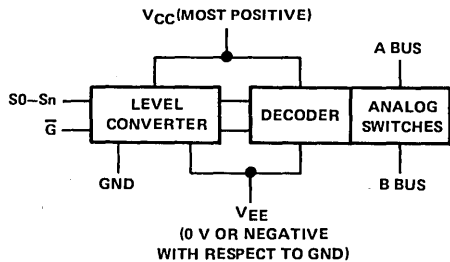 VCC (MOST POSITIVE)
A BUS
S0–Sn
G̅
LEVEL
CONVERTER
DECODER
ANALOG
SWITCHES
GND
B BUS
VEE
(0 V OR NEGATIVE
WITH RESPECT TO GND)